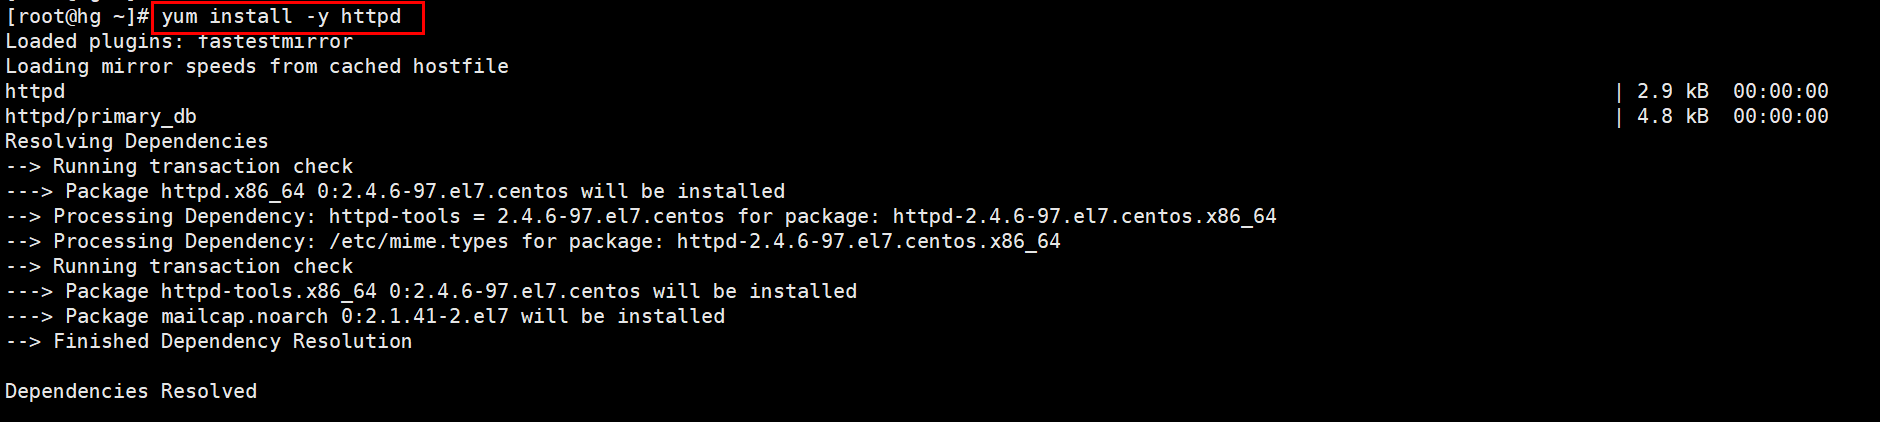 [root@hg ~]# yum install -y httpd
Loaded plugins: fastestmirror
Loading mirror speeds from cached hostfile
httpd | 2.9 kB 00:00:00
httpd/primary_db | 4.8 kB 00:00:00
Resolving Dependencies
--> Running transaction check
---> Package httpd.x86_64 0:2.4.6-97.el7.centos will be installed
--> Processing Dependency: httpd-tools = 2.4.6-97.el7.centos for package: httpd-2.4.6-97.el7.centos.x86_64
--> Processing Dependency: /etc/mime.types for package: httpd-2.4.6-97.el7.centos.x86_64
--> Running transaction check
---> Package httpd-tools.x86_64 0:2.4.6-97.el7.centos will be installed
---> Package mailcap.noarch 0:2.1.41-2.el7 will be installed
--> Finished Dependency Resolution
Dependencies Resolved